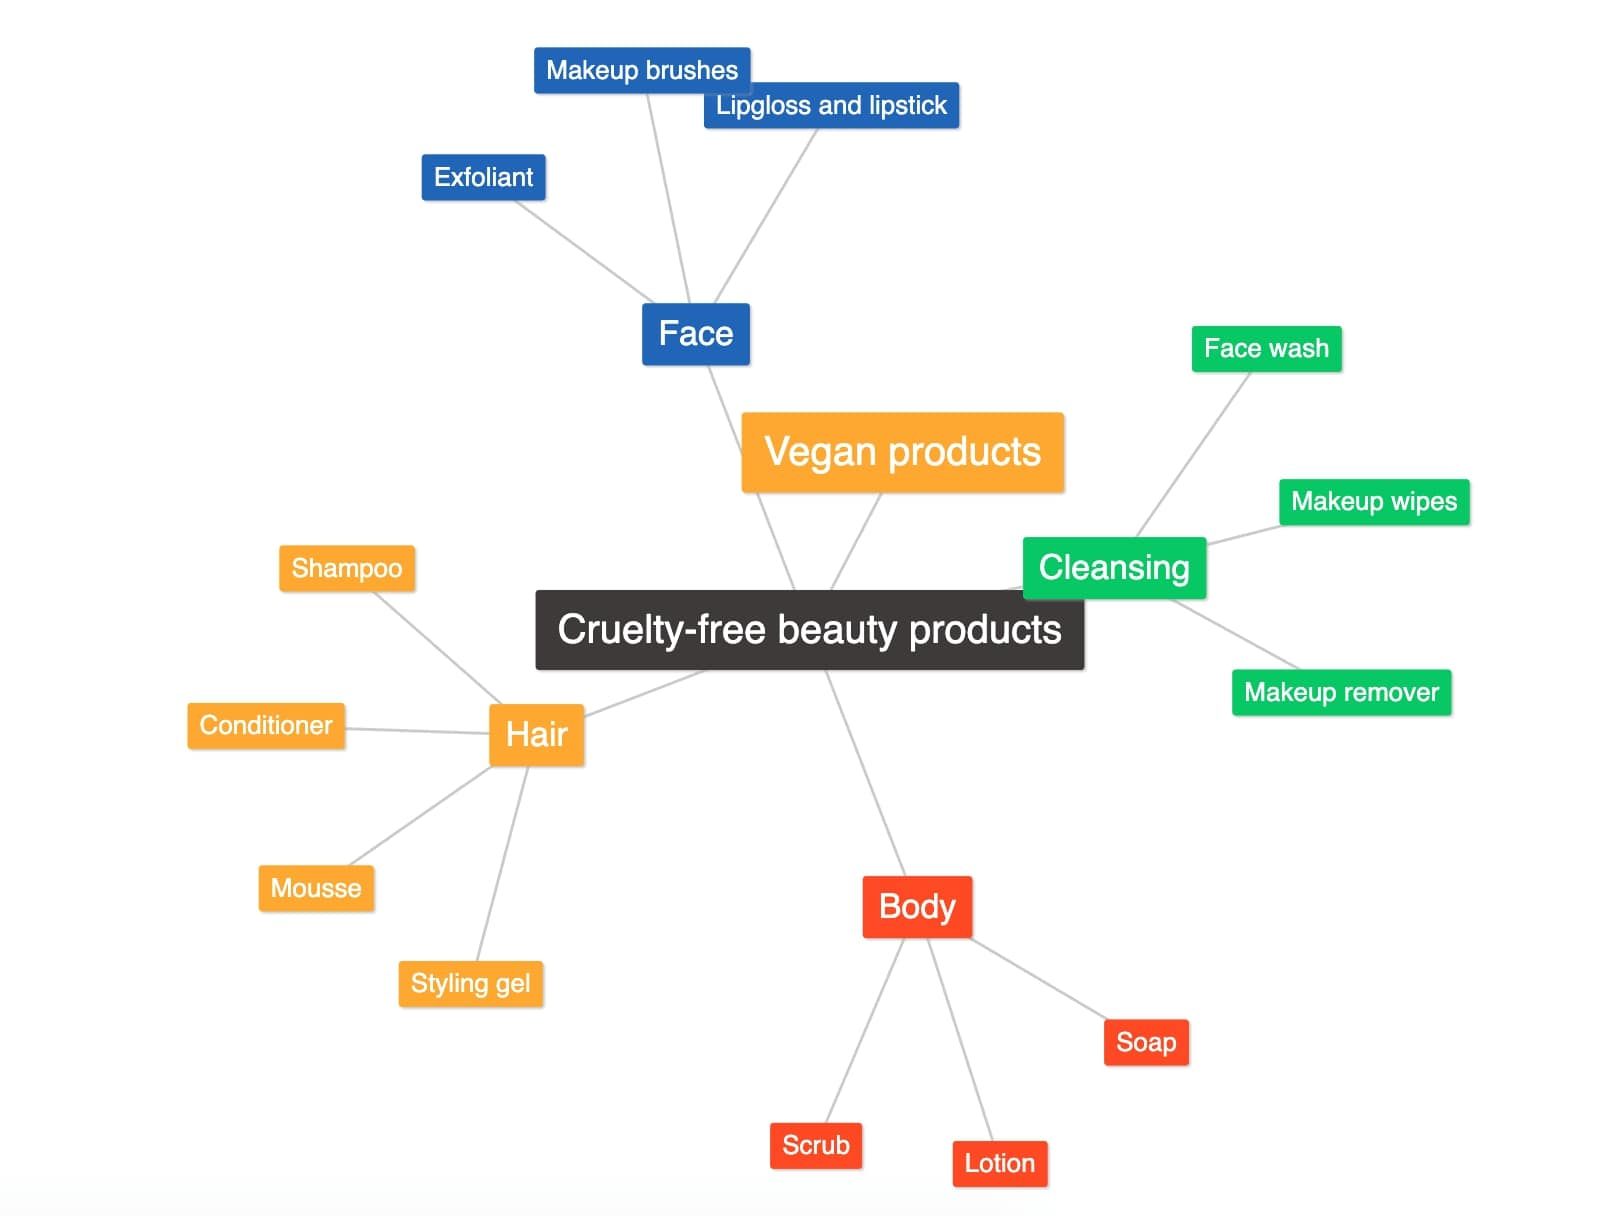 Makeup brushes
Lipgloss and lipstick
Exfoliant
Face
Face wash
Vegan products
Makeup wipes
Cleansing
Shampoo
Cruelty-free beauty products
Makeup remover
Conditioner
Hair
Mousse
Body
Styling gel
Soap
Scrub
Lotion